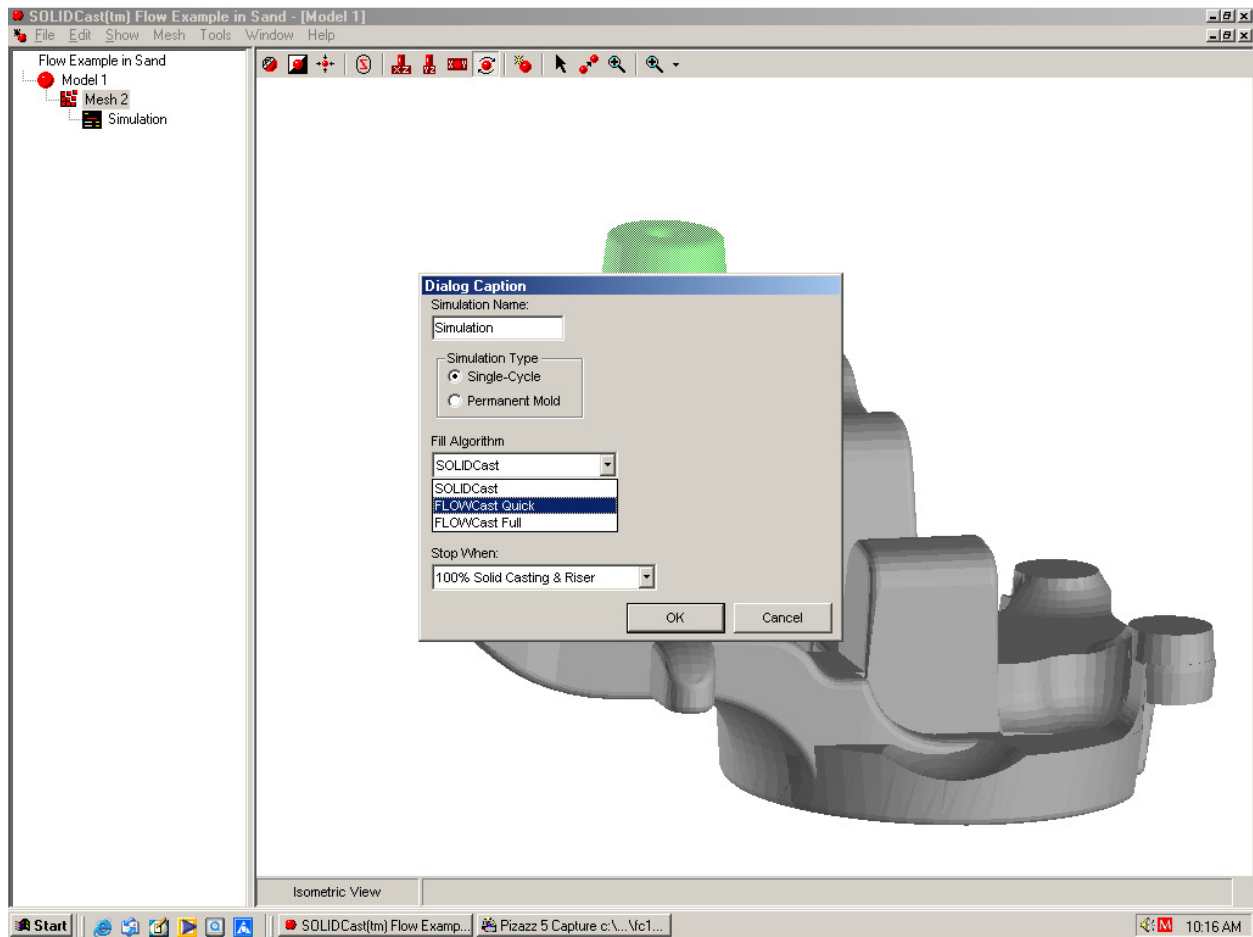 SOLIDCast(tm) Flow Example in Sand - [Model 1]
File Edit Show Mesh Tools Window Help
Flow Example in Sand
Model 1
Mesh 2
Simulation
XZ YZ X Y
Dialog Caption
Simulation Name:
Simulation
Simulation Type
Single-Cycle
Permanent Mold
Fill Algorithm
SOLIDCast
SOLIDCast
FLOWCast Quick
FLOWCast Full
Stop When:
100% Solid Casting & Riser
OK Cancel
Isometric View
Start SOLIDCast(tm) Flow Examp... Pizazz 5 Capture c:\...\fc1... M 10:16 AM